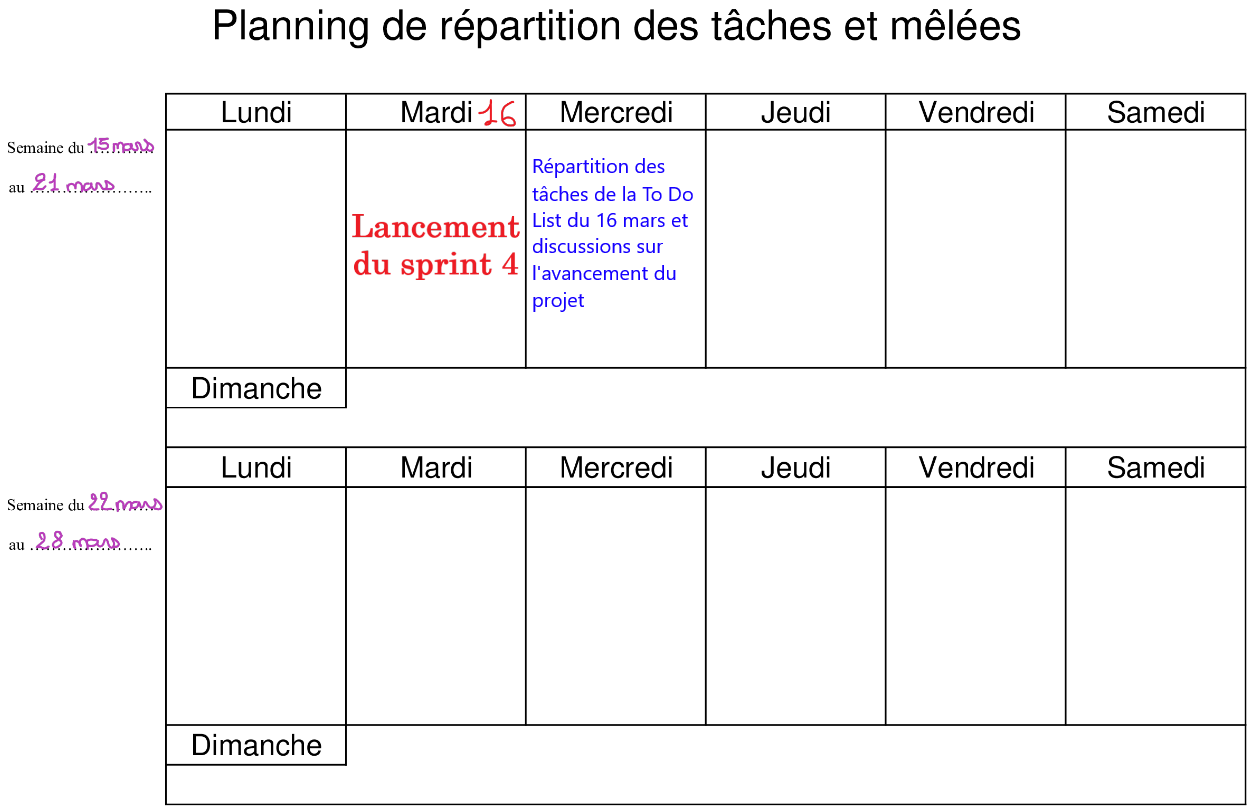 Planning de répartition des tâches et mêlées
Lundi
Mardi 16
Mercredi
Jeudi
Vendredi
Samedi
Semaine du 15 mars
au 21 mars
Lancement
du sprint 4
Répartition des
tâches de la To Do
List du 16 mars et
discussions sur
l'avancement du
projet
Dimanche
Lundi
Mardi
Mercredi
Jeudi
Vendredi
Samedi
Semaine du 22 mars
au 28 mars
Dimanche